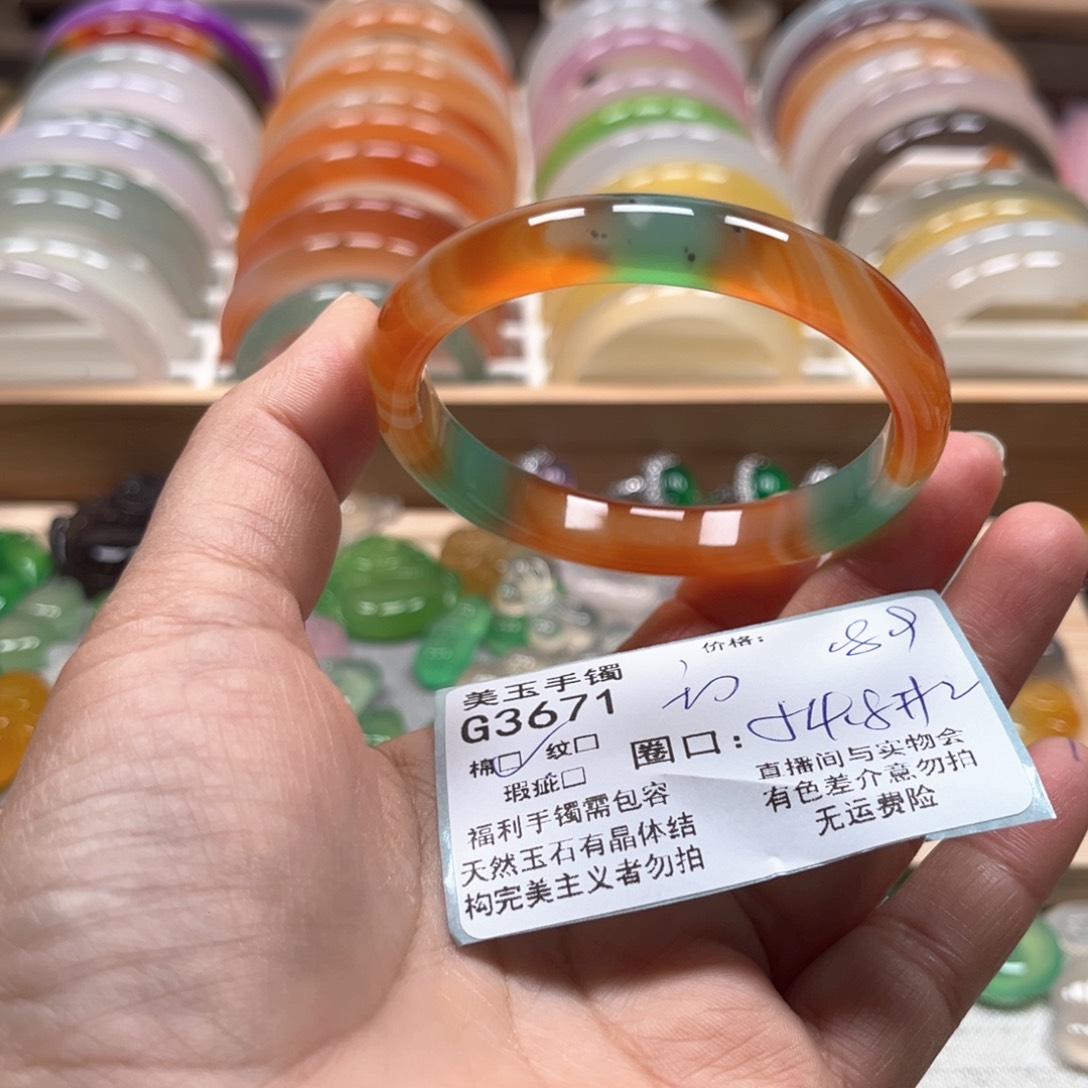 价格: 89
美玉手镯
G3671
棉☑ 纹□ 圈口:
瑕疵□
福利手镯需包容
天然玉石有晶体结
构完美主义者勿拍
直播间与实物会
有色差介意勿拍
无运费险